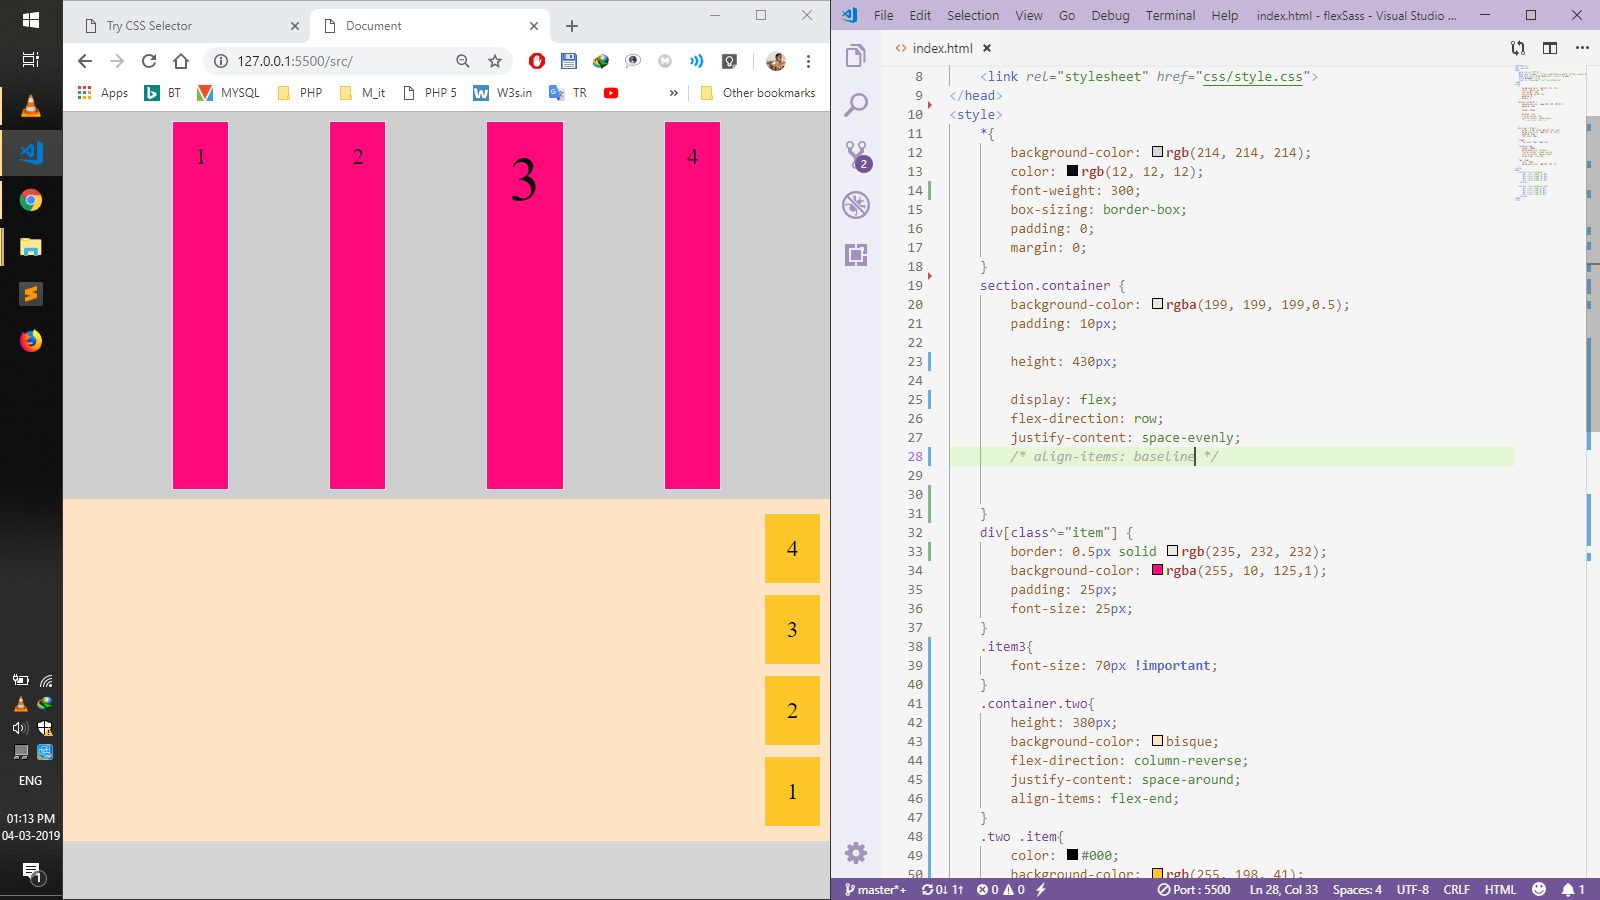 Try CSS Selector
Document
127.0.0.1:5500/src/
Apps
BT
MYSQL
PHP
M_it
PHP 5
W3s.in
TR
»
Other bookmarks
1
2
3
4
4
3
2
1
ENG
01:13 PM
04-03-2019
1
File Edit Selection View Go Debug Terminal Help
index.html - flexSass - Visual Studio ...
<> index.html
2
8 <link rel="stylesheet" href="css/style.css">
9 </head>
10 <style>
11 *{
12 background-color: rgb(214, 214, 214);
13 color: rgb(12, 12, 12);
14 font-weight: 300;
15 box-sizing: border-box;
16 padding: 0;
17 margin: 0;
18 }
19 section.container {
20 background-color: rgba(199, 199, 199,0.5);
21 padding: 10px;
22
23 height: 430px;
24
25 display: flex;
26 flex-direction: row;
27 justify-content: space-evenly;
28 /* align-items: baseline */
29
30
31 }
32 div[class^="item"] {
33 border: 0.5px solid rgb(235, 232, 232);
34 background-color: rgba(255, 10, 125,1);
35 padding: 25px;
36 font-size: 25px;
37 }
38 .item3{
39 font-size: 70px !important;
40 }
41 .container.two{
42 height: 380px;
43 background-color: bisque;
44 flex-direction: column-reverse;
45 justify-content: space-around;
46 align-items: flex-end;
47 }
48 .two .item{
49 color: #000;
50 background-color: rgb(255, 198, 41);
master*+ 0↓ 1↑ 0 0 Port : 5500 Ln 28, Col 33 Spaces: 4 UTF-8 CRLF HTML 1